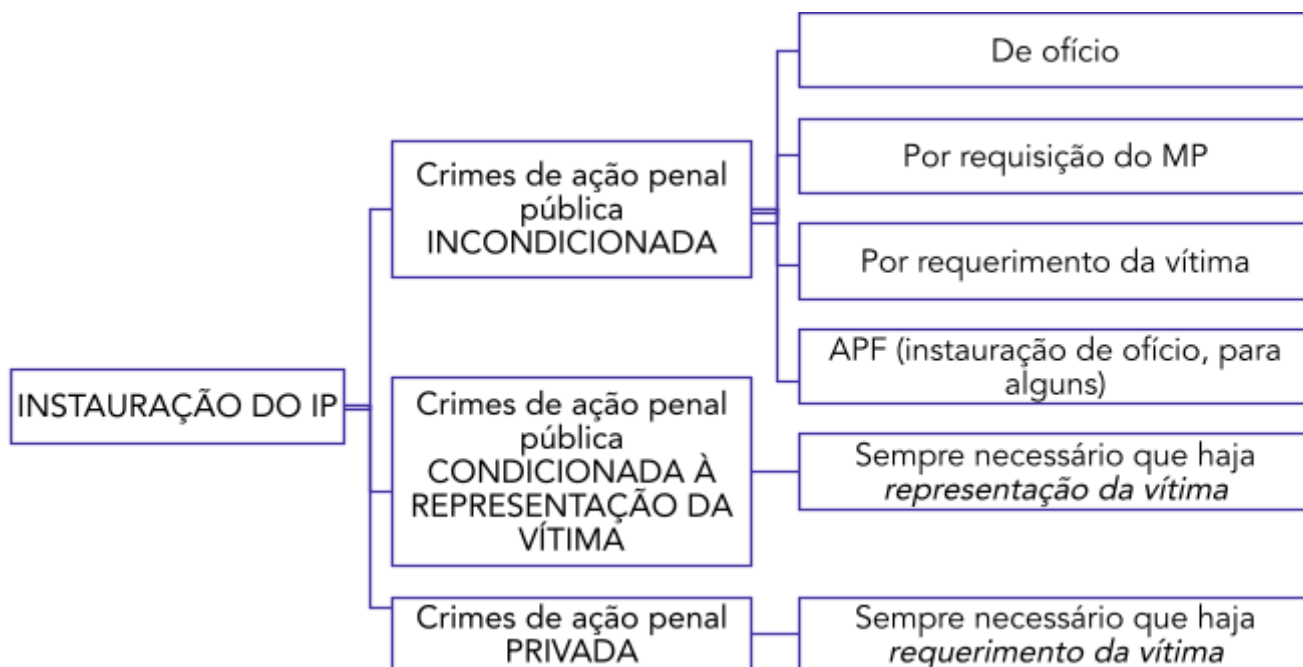 INSTAURAÇÃO DO IP
Crimes de ação penal
pública
INCONDICIONADA
De ofício
Por requisição do MP
Por requerimento da vítima
APF (instauração de ofício, para
alguns)
Crimes de ação penal
pública
CONDICIONADA À
REPRESENTAÇÃO DA
VÍTIMA
Sempre necessário que haja
representação da vítima
Crimes de ação penal
PRIVADA
Sempre necessário que haja
requerimento da vítima